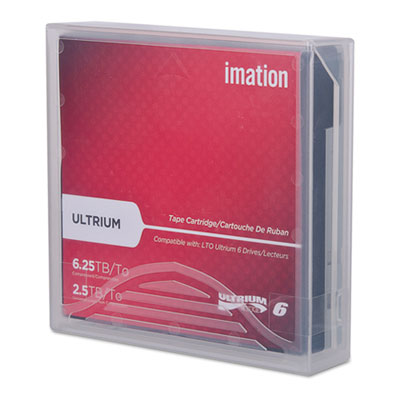 imation
ULTRIUM
Tape Cartridge/Cartouche De Ruban
Compatible with: LTO Ultrium 6 Drives/Lecteurs
6.25TB/To
2.5TB/To
ULTRIUM 6